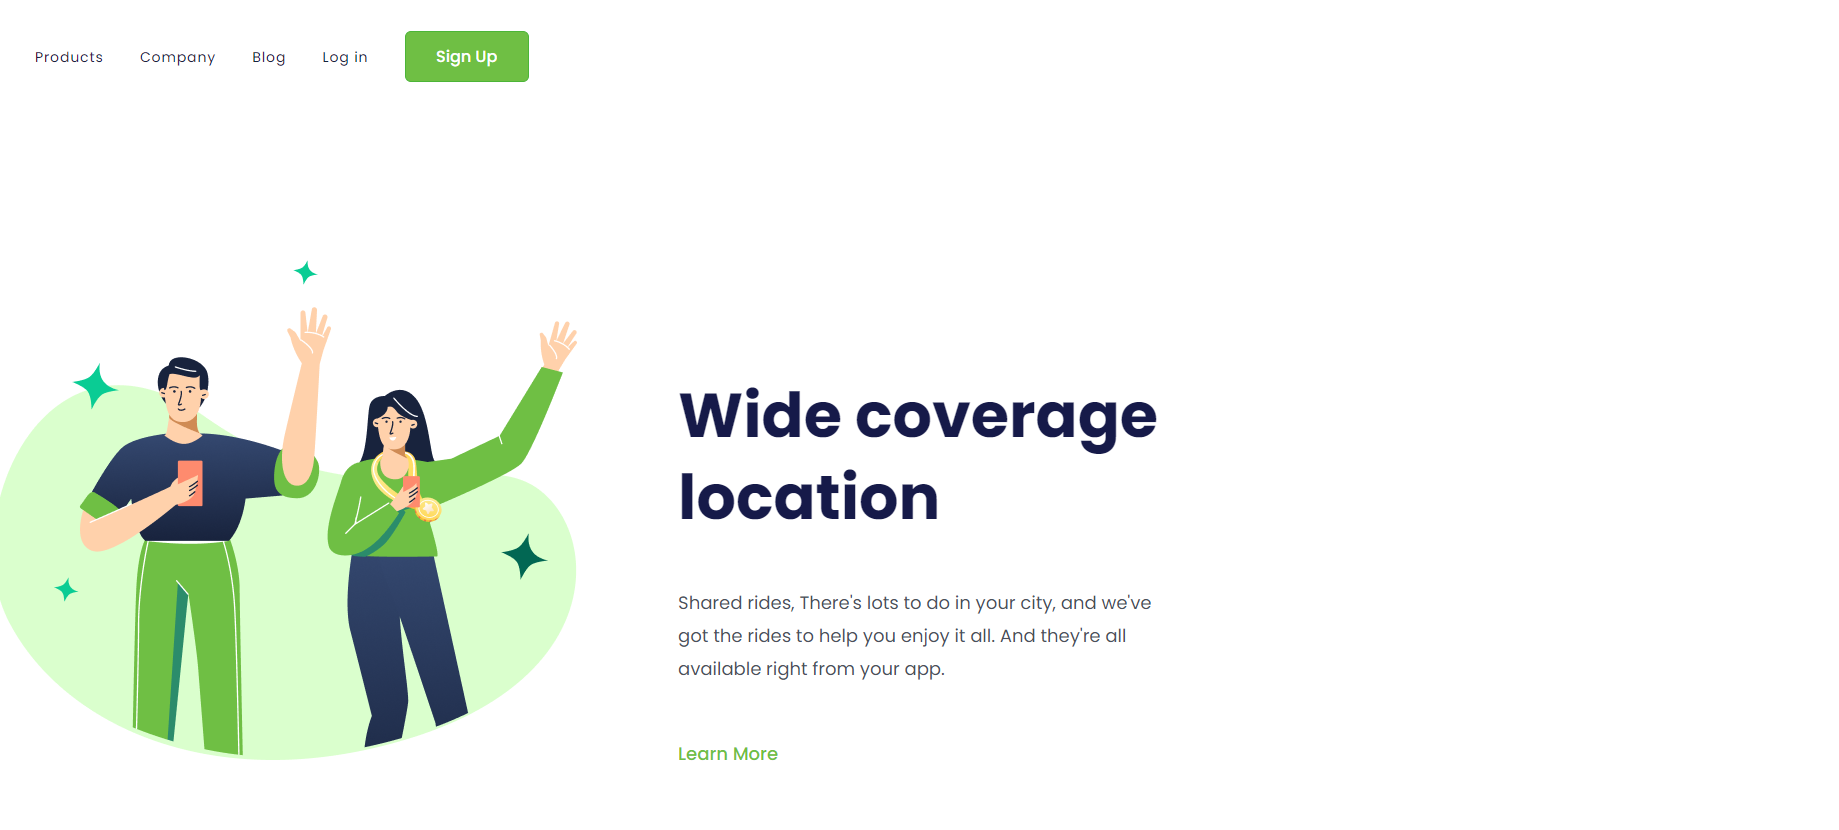 Products Company Blog Log in Sign Up
Wide coverage
location
Shared rides, There's lots to do in your city, and we've
got the rides to help you enjoy it all. And they're all
available right from your app.
Learn More